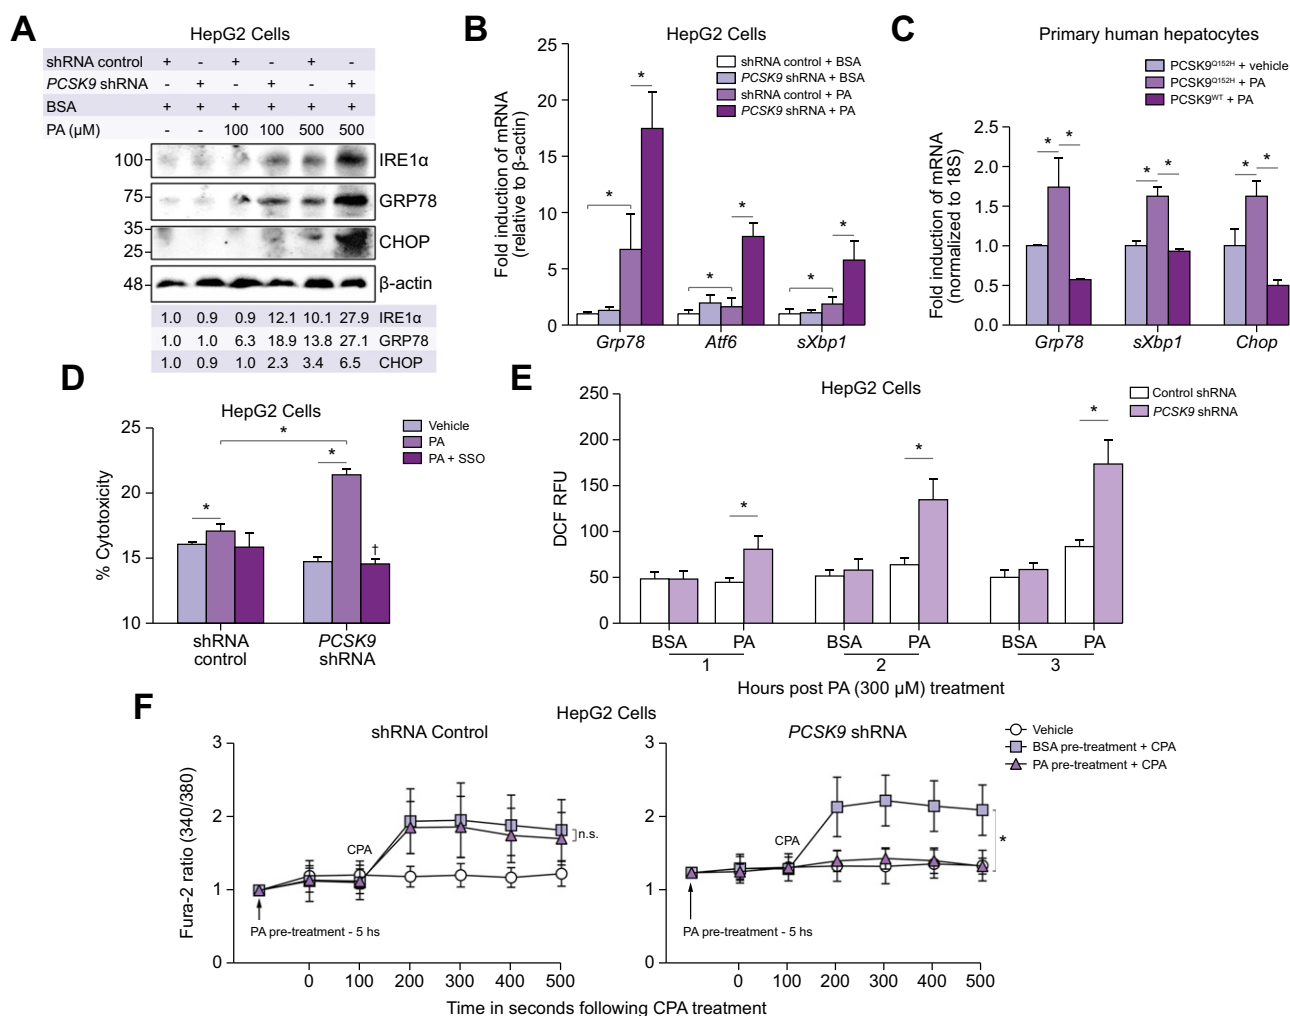 A
HepG2 Cells
shRNA control + - + - + -
PCSK9 shRNA - + - + - +
BSA + + + + + +
PA (μM) - - 100 100 500 500
100 IRE1α
75 GRP78
35
CHOP
25
48 β-actin
1.0 0.9 0.9 12.1 10.1 27.9 IRE1α
1.0 1.0 6.3 18.9 13.8 27.1 GRP78
1.0 0.9 1.0 2.3 3.4 6.5 CHOP
B
HepG2 Cells
shRNA control + BSA
PCSK9 shRNA + BSA
shRNA control + PA
PCSK9 shRNA + PA
Fold induction of mRNA
(relative to β-actin)
25
20
15
10
5
0
* * * * * *
Grp78 Atf6 sXbp1
C
Primary human hepatocytes
PCSK9Q152H + vehicle
PCSK9Q152H + PA
PCSK9WT + PA
Fold induction of mRNA
(normalized to 18S)
2.5
2.0
1.5
1.0
0.5
0.0
* * * * * *
Grp78 sXbp1 Chop
D
HepG2 Cells
Vehicle
PA
PA + SSO
% Cytotoxicity
25
20
15
10
* * * †
shRNA control
PCSK9 shRNA
E
HepG2 Cells
Control shRNA
PCSK9 shRNA
DCF RFU
250
200
150
100
50
0
* * *
BSA PA BSA PA BSA PA
1 2 3
Hours post PA (300 μM) treatment
F
HepG2 Cells
shRNA Control
PCSK9 shRNA
Vehicle
BSA pre-treatment + CPA
PA pre-treatment + CPA
Fura-2 ratio (340/380)
3
2
1
0
CPA
n.s.
PA pre-treatment - 5 hs
0 100 200 300 400 500
3
2
1
0
CPA
*
PA pre-treatment - 5 hs
0 100 200 300 400 500
Time in seconds following CPA treatment